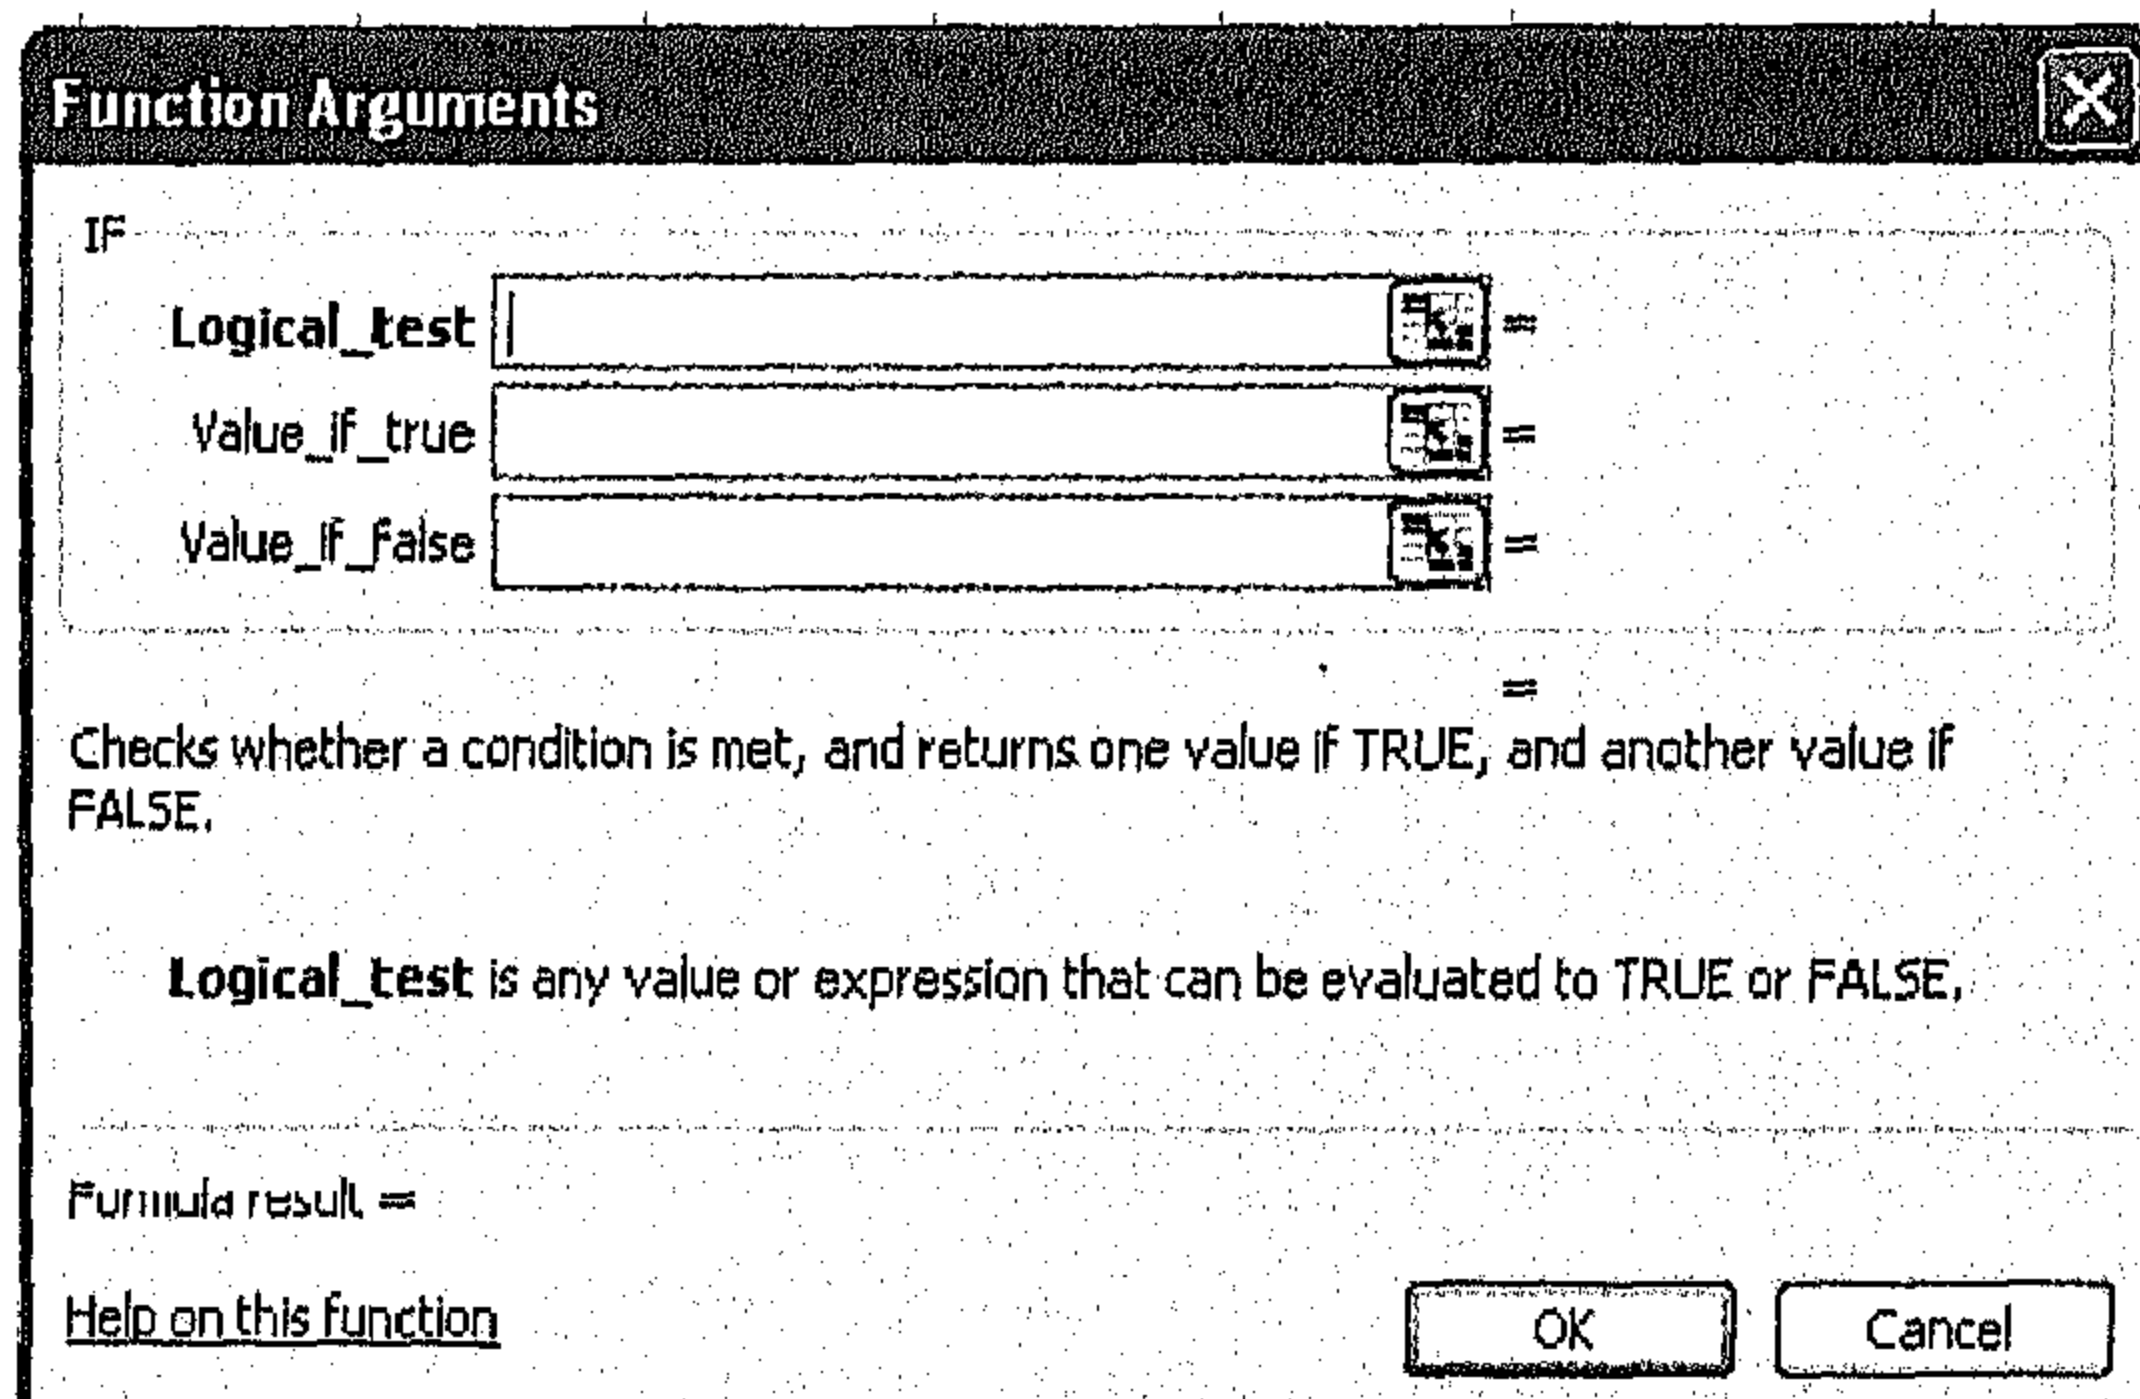 Function Arguments
IF
Logical_test =
Value_if_true =
Value_if_false =
=
Checks whether a condition is met, and returns one value if TRUE, and another value if
FALSE.
Logical_test is any value or expression that can be evaluated to TRUE or FALSE.
Formula result =
Help on this function
OK Cancel